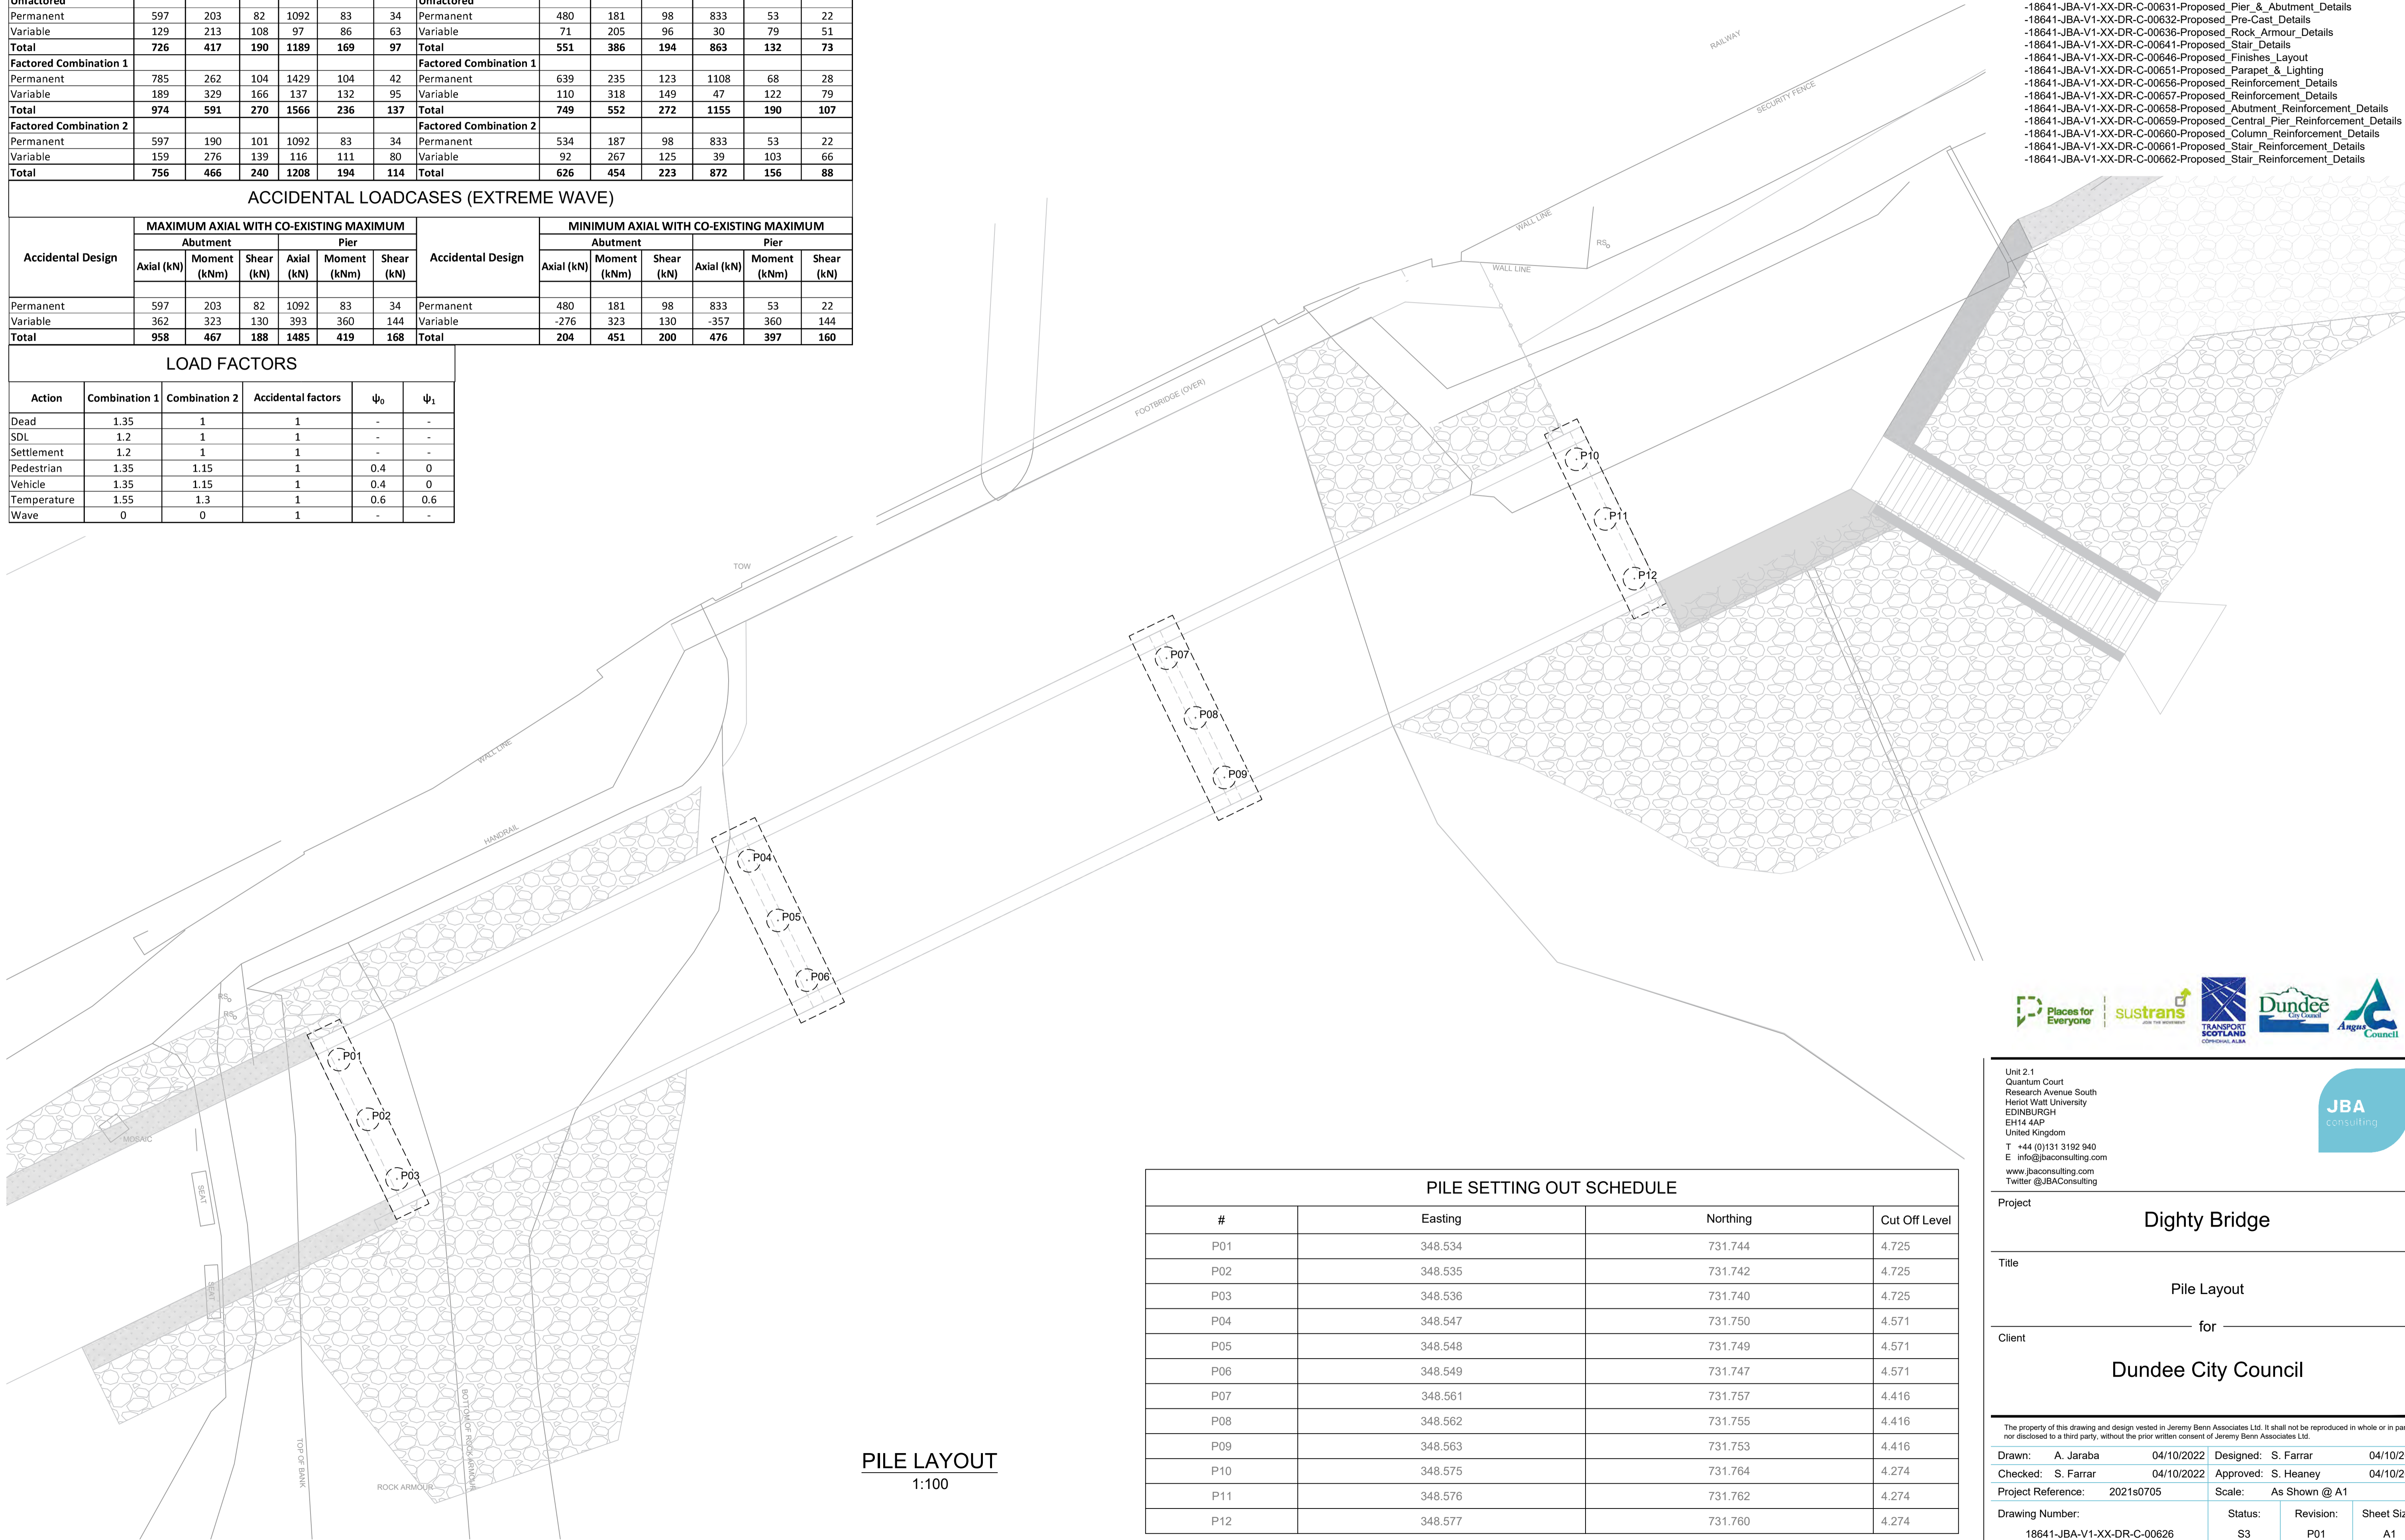 Unfactored Unfactored
Permanent 597 203 82 1092 83 34 Permanent 480 181 98 833 53 22
Variable 129 213 108 97 86 63 Variable 71 205 96 30 79 51
Total 726 417 190 1189 169 97 Total 551 386 194 863 132 73
Factored Combination 1 Factored Combination 1
Permanent 785 262 104 1429 104 42 Permanent 639 235 123 1108 68 28
Variable 189 329 166 137 132 95 Variable 110 318 149 47 122 79
Total 974 591 270 1566 236 137 Total 749 552 272 1155 190 107
Factored Combination 2 Factored Combination 2
Permanent 597 190 101 1092 83 34 Permanent 534 187 98 833 53 22
Variable 159 276 139 116 111 80 Variable 92 267 125 39 103 66
Total 756 466 240 1208 194 114 Total 626 454 223 872 156 88
ACCIDENTAL LOADCASES (EXTREME WAVE)
MAXIMUM AXIAL WITH CO-EXISTING MAXIMUM MINIMUM AXIAL WITH CO-EXISTING MAXIMUM
Abutment Pier Abutment Pier
Accidental Design Axial (kN) Moment (kNm) Shear (kN) Axial (kN) Moment (kNm) Shear (kN) Accidental Design Axial (kN) Moment (kNm) Shear (kN) Axial (kN) Moment (kNm) Shear (kN)
Permanent 597 203 82 1092 83 34 Permanent 480 181 98 833 53 22
Variable 362 323 130 393 360 144 Variable -276 323 130 -357 360 144
Total 958 467 188 1485 419 168 Total 204 451 200 476 397 160
LOAD FACTORS
Action Combination 1 Combination 2 Accidental factors ψ0 ψ1
Dead 1.35 1 1 - -
SDL 1.2 1 1 - -
Settlement 1.2 1 1 - -
Pedestrian 1.35 1.15 1 0.4 0
Vehicle 1.35 1.15 1 0.4 0
Temperature 1.55 1.3 1 0.6 0.6
Wave 0 0 1 - -
-18641-JBA-V1-XX-DR-C-00631-Proposed_Pier_&_Abutment_Details
-18641-JBA-V1-XX-DR-C-00632-Proposed_Pre-Cast_Details
-18641-JBA-V1-XX-DR-C-00636-Proposed_Rock_Armour_Details
-18641-JBA-V1-XX-DR-C-00641-Proposed_Stair_Details
-18641-JBA-V1-XX-DR-C-00646-Proposed_Finishes_Layout
-18641-JBA-V1-XX-DR-C-00651-Proposed_Parapet_&_Lighting
-18641-JBA-V1-XX-DR-C-00656-Proposed_Reinforcement_Details
-18641-JBA-V1-XX-DR-C-00657-Proposed_Reinforcement_Details
-18641-JBA-V1-XX-DR-C-00658-Proposed_Abutment_Reinforcement_Details
-18641-JBA-V1-XX-DR-C-00659-Proposed_Central_Pier_Reinforcement_Details
-18641-JBA-V1-XX-DR-C-00660-Proposed_Column_Reinforcement_Details
-18641-JBA-V1-XX-DR-C-00661-Proposed_Stair_Reinforcement_Details
-18641-JBA-V1-XX-DR-C-00662-Proposed_Stair_Reinforcement_Details
RAILWAY
SECURITY FENCE
WALL LINE
RS
WALL LINE
FOOTBRIDGE (OVER)
P10
P11
P12
TOW
P07
P08
P09
WALL LINE
HANDRAIL
P04
P05
P06
RS
RS
P01
P02
P03
MOSAIC
SEAT
SEAT
TOP OF BANK
BOTTOM OF ROCK ARMOUR
ROCK ARMOUR
PILE LAYOUT
1:100
PILE SETTING OUT SCHEDULE
# Easting Northing Cut Off Level
P01 348.534 731.744 4.725
P02 348.535 731.742 4.725
P03 348.536 731.740 4.725
P04 348.547 731.750 4.571
P05 348.548 731.749 4.571
P06 348.549 731.747 4.571
P07 348.561 731.757 4.416
P08 348.562 731.755 4.416
P09 348.563 731.753 4.416
P10 348.575 731.764 4.274
P11 348.576 731.762 4.274
P12 348.577 731.760 4.274
Places for Everyone
sustrans
JOIN THE MOVEMENT
TRANSPORT SCOTLAND
CÒMHDHAIL ALBA
Dundee City Council
Angus Council
Unit 2.1
Quantum Court
Research Avenue South
Heriot Watt University
EDINBURGH
EH14 4AP
United Kingdom
T +44 (0)131 3192 940
E info@jbaconsulting.com
www.jbaconsulting.com
Twitter @JBAConsulting
JBA
consulting
Project
Dighty Bridge
Title
Pile Layout
for
Client
Dundee City Council
The property of this drawing and design vested in Jeremy Benn Associates Ltd. It shall not be reproduced in whole or in par
nor disclosed to a third party, without the prior written consent of Jeremy Benn Associates Ltd.
Drawn: A. Jaraba 04/10/2022 Designed: S. Farrar 04/10/2
Checked: S. Farrar 04/10/2022 Approved: S. Heaney 04/10/2
Project Reference: 2021s0705 Scale: As Shown @ A1
Drawing Number: Status: Revision: Sheet Si
18641-JBA-V1-XX-DR-C-00626 S3 P01 A1